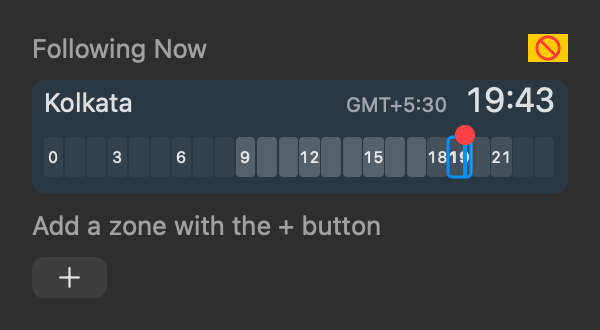 Following Now
Kolkata GMT+5:30 19:43
0 3 6 9 12 15 18 19 21
Add a zone with the + button
+